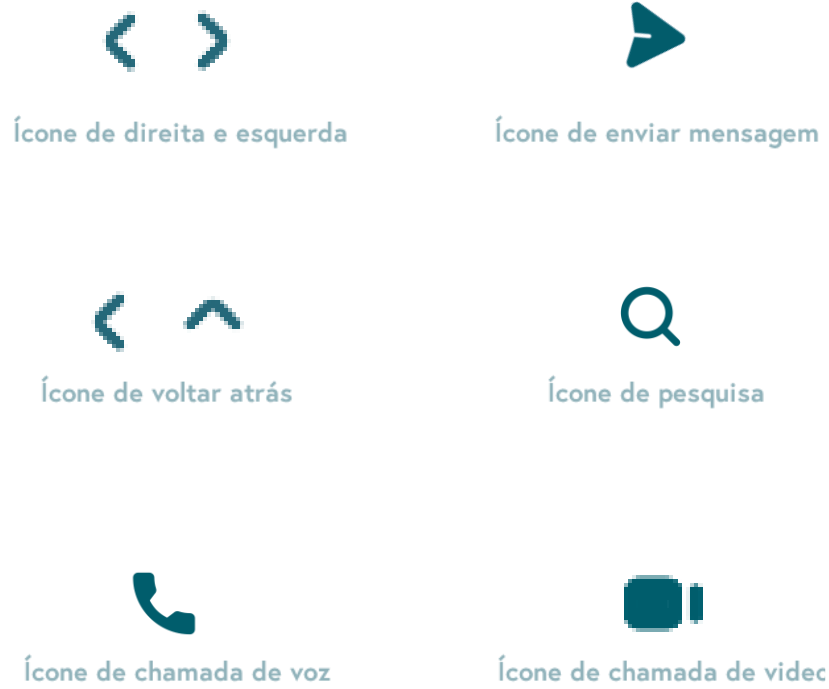 Ícone de direita e esquerda
Ícone de enviar mensagem
Ícone de voltar atrás
Ícone de pesquisa
Ícone de chamada de voz
Ícone de chamada de video